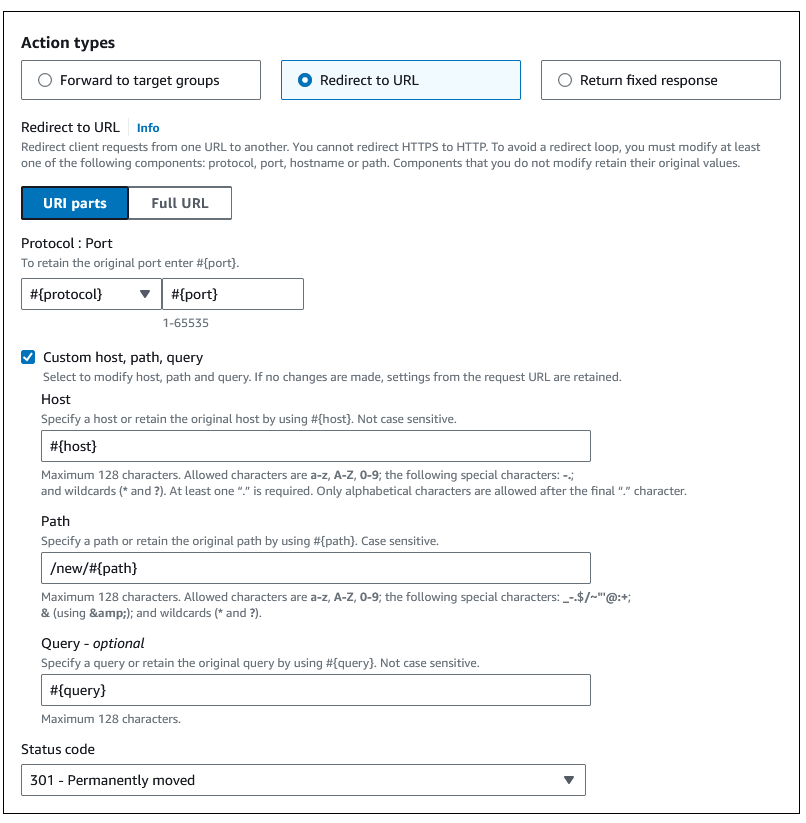 Action types
Forward to target groups
Redirect to URL
Return fixed response
Redirect to URL Info
Redirect client requests from one URL to another. You cannot redirect HTTPS to HTTP. To avoid a redirect loop, you must modify at least
one of the following components: protocol, port, hostname or path. Components that you do not modify retain their original values.
URI parts
Full URL
Protocol : Port
To retain the original port enter #{port}.
#{protocol}
#{port}
1-65535
Custom host, path, query
Select to modify host, path and query. If no changes are made, settings from the request URL are retained.
Host
Specify a host or retain the original host by using #{host}. Not case sensitive.
#{host}
Maximum 128 characters. Allowed characters are a-z, A-Z, 0-9; the following special characters: -.;
and wildcards (* and ?). At least one “.” is required. Only alphabetical characters are allowed after the final “.” character.
Path
Specify a path or retain the original path by using #{path}. Case sensitive.
/new/#{path}
Maximum 128 characters. Allowed characters are a-z, A-Z, 0-9; the following special characters: _-.$/~"'@:+;
& (using &amp;); and wildcards (* and ?).
Query - optional
Specify a query or retain the original query by using #{query}. Not case sensitive.
#{query}
Maximum 128 characters.
Status code
301 - Permanently moved